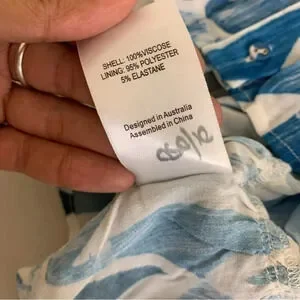 SHELL: 100%VISCOSE
LINING: 95% POLYESTER
5% ELASTANE
Designed in Australia
Assembled in China